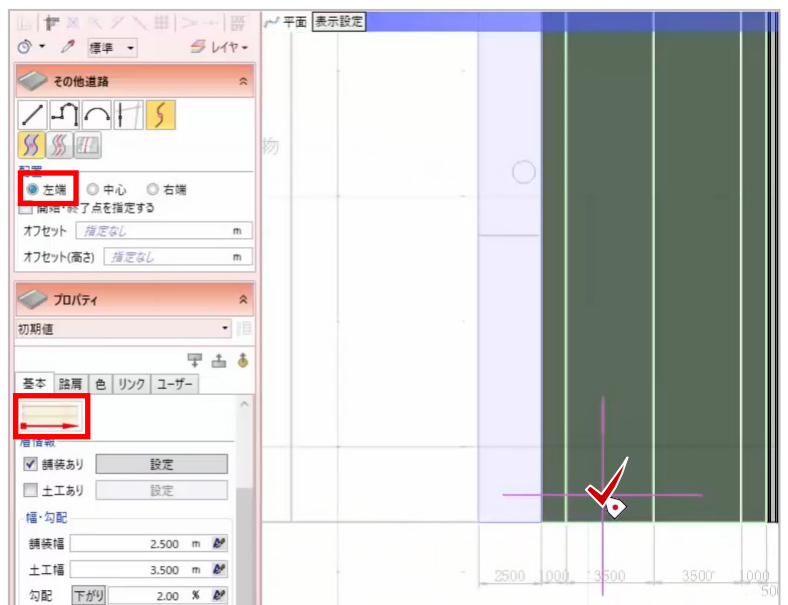 標準 レイヤ
平面 表示設定
その他道路
物
配置
左端 中心 右端
開始・終了点を指定する
オフセット 指定なし m
オフセット(高さ) 指定なし m
プロパティ
初期値
基本 路肩 色 リンク ユーザー
層情報
舗装あり 設定
土工あり 設定
幅・勾配
舗装幅 2.500 m
土工幅 3.500 m
勾配 下がり 2.00 %
2500 1000 3500 3500 1000
50